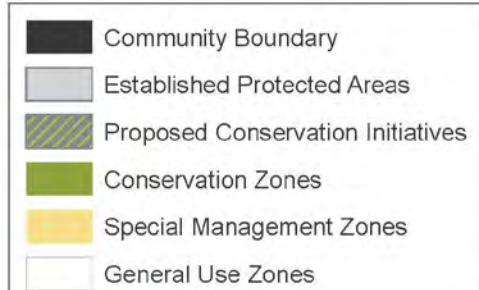 Community Boundary
Established Protected Areas
Proposed Conservation Initiatives
Conservation Zones
Special Management Zones
General Use Zones